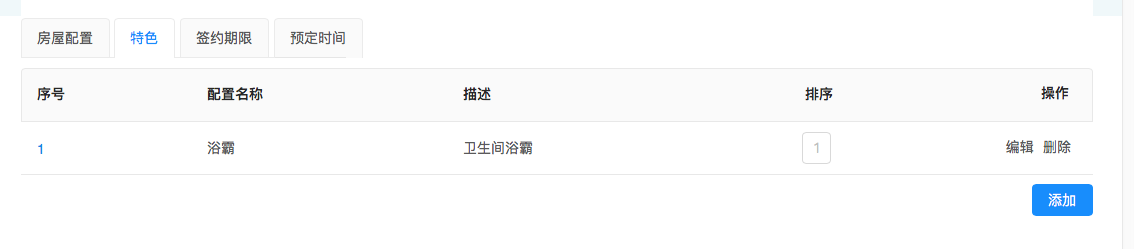 房屋配置 特色 签约期限 预定时间
序号 配置名称 描述 排序 操作
1 浴霸 卫生间浴霸 1 编辑 删除
添加